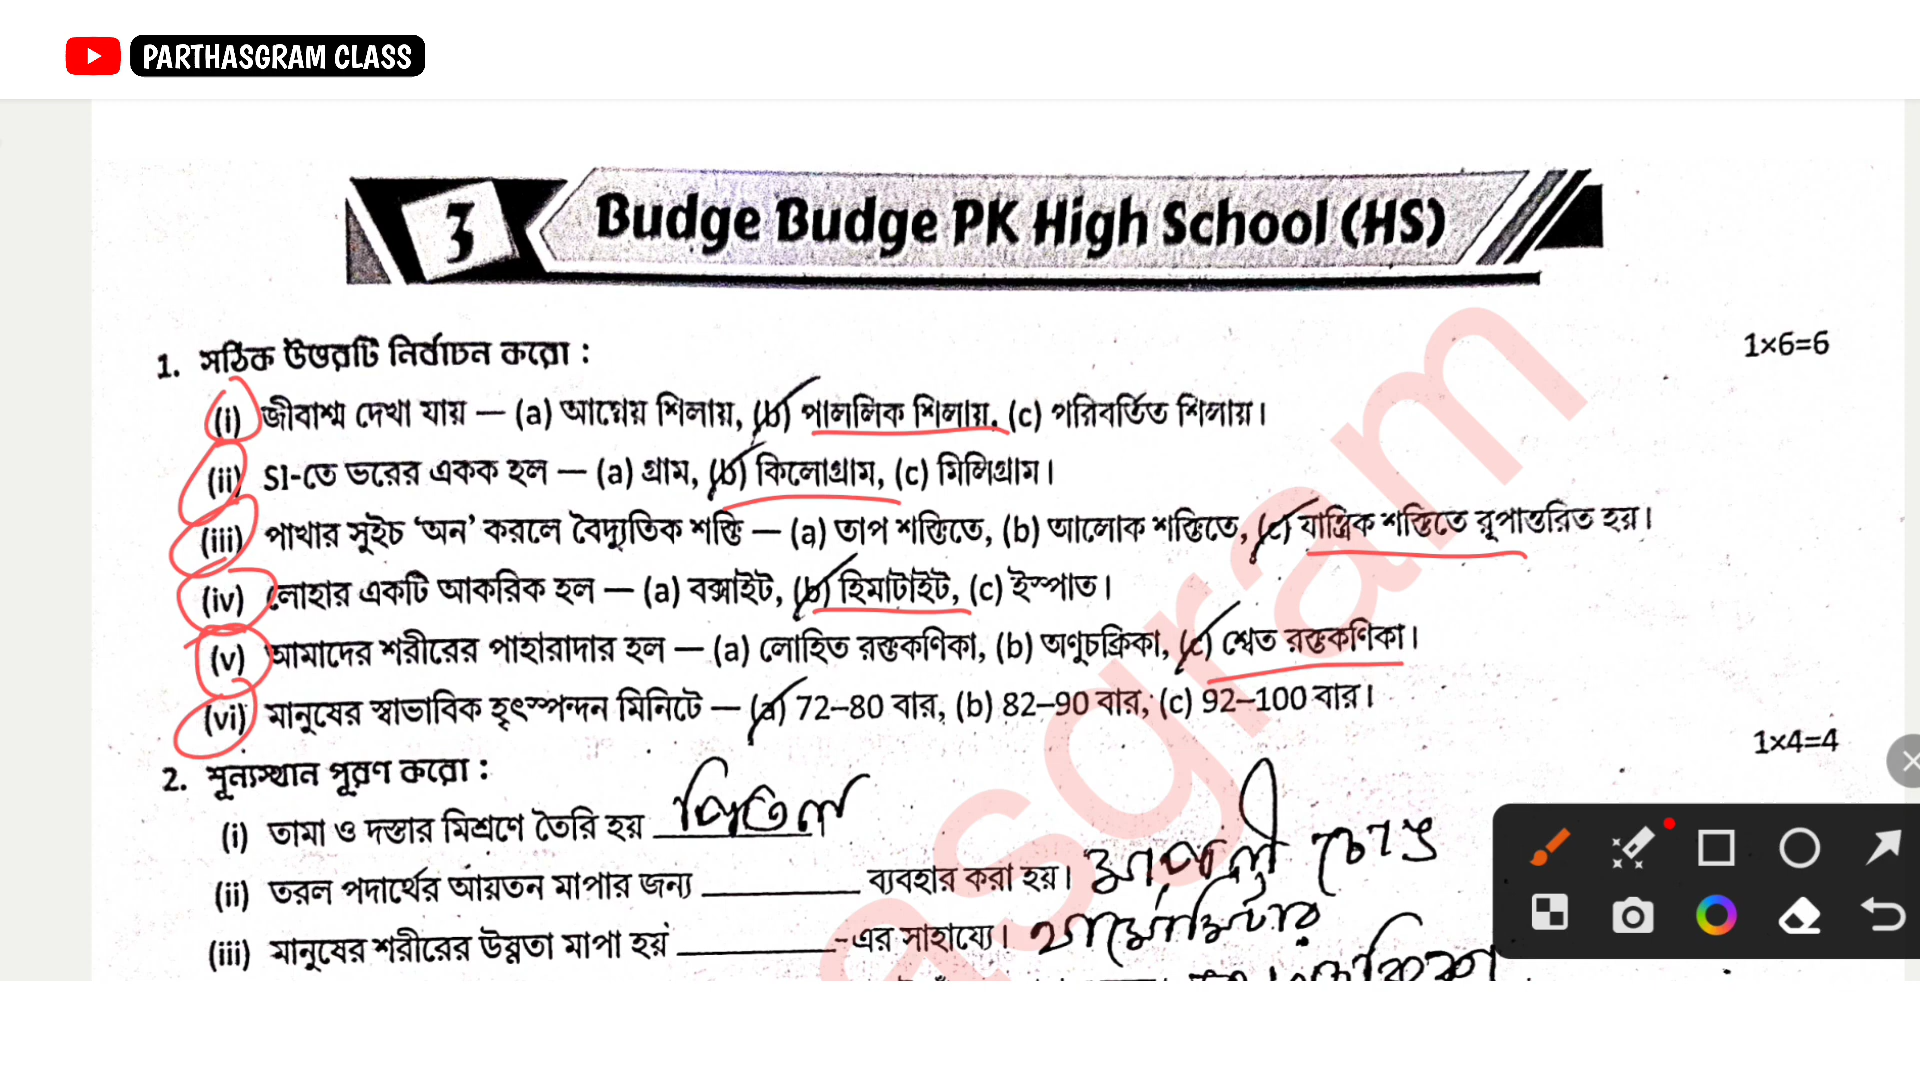 PARTHASGRAM CLASS
3 Budge Budge PK High School (HS)
1. সঠিক উত্তরটি নির্বাচন করো : 1×6=6
(i) জীবাশ্ম দেখা যায় — (a) আগ্নেয় শিলায়, (b) পাললিক শিলায়, (c) পরিবর্তিত শিলায়।
(ii) SI-তে ভরের একক হল — (a) গ্রাম, (b) কিলোগ্রাম, (c) মিলিগ্রাম।
(iii) পাখার সুইচ ‘অন’ করলে বৈদ্যুতিক শক্তি — (a) তাপ শক্তিতে, (b) আলোক শক্তিতে, (c) যান্ত্রিক শক্তিতে রূপান্তরিত হয়।
(iv) লোহার একটি আকরিক হল — (a) বক্সাইট, (b) হিমাটাইট, (c) ইস্পাত।
(v) আমাদের শরীরের পাহারাদার হল — (a) লোহিত রক্তকণিকা, (b) অণুচক্রিকা, (c) শ্বেত রক্তকণিকা।
(vi) মানুষের স্বাভাবিক হৃৎস্পন্দন মিনিটে — (a) 72–80 বার, (b) 82–90 বার, (c) 92–100 বার।
2. শূন্যস্থান পূরণ করো : 1×4=4
(i) তামা ও দস্তার মিশ্রণে তৈরি হয় পিতল
(ii) তরল পদার্থের আয়তন মাপার জন্য ________ ব্যবহার করা হয়। মাপনী চোঙ
(iii) মানুষের শরীরের উষ্ণতা মাপা হয় ________-এর সাহায্যে। থার্মোমিটার
asgram